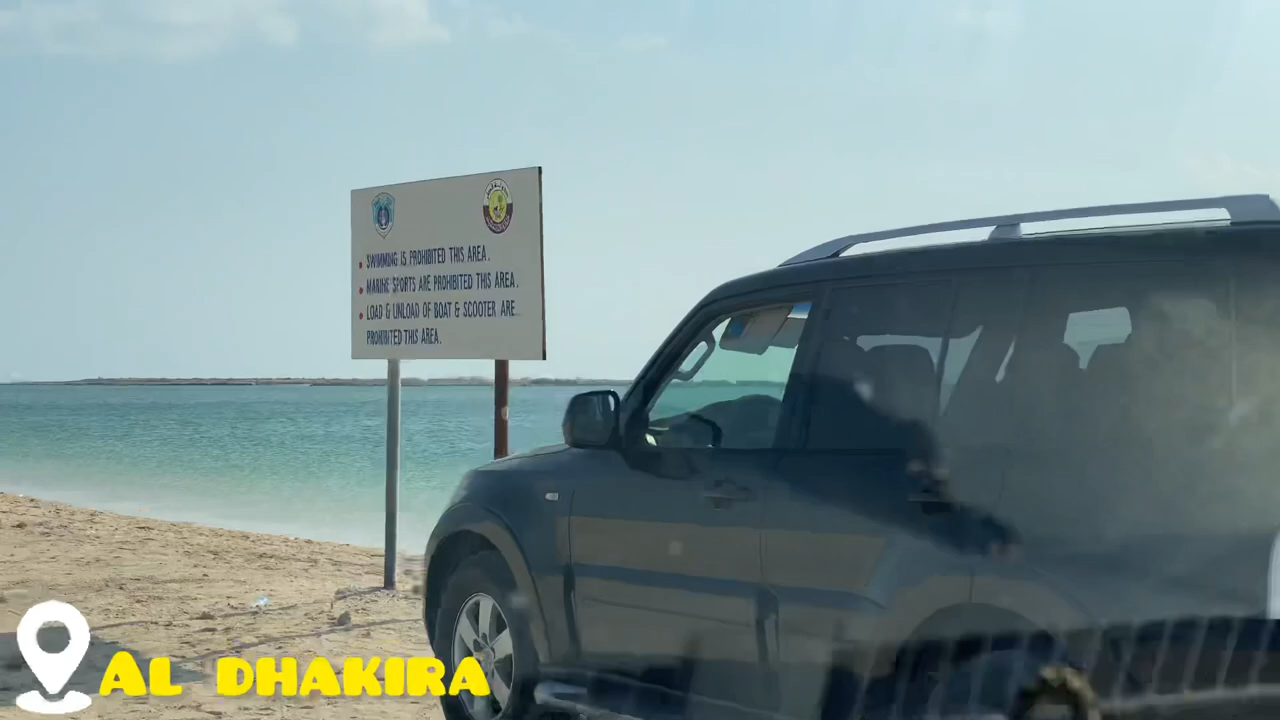 SWIMMING IS PROHIBITED THIS AREA.
MARINE SPORTS ARE PROHIBITED THIS AREA.
LOAD & UNLOAD OF BOAT & SCOOTER ARE
PROHIBITED THIS AREA.
AL DHAKIRA